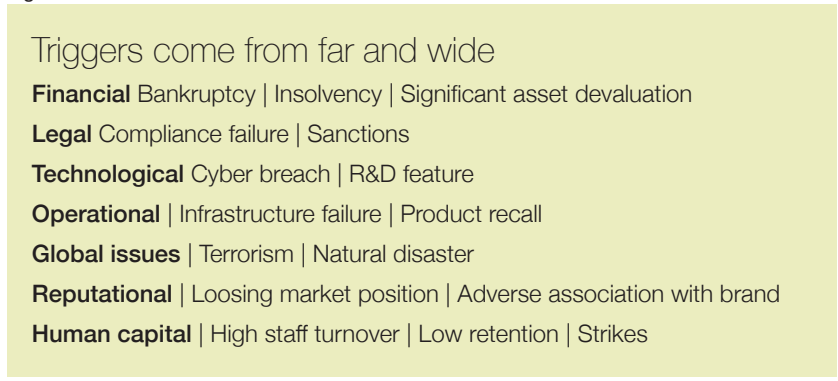 Triggers come from far and wide
Financial Bankruptcy | Insolvency | Significant asset devaluation
Legal Compliance failure | Sanctions
Technological Cyber breach | R&D feature
Operational | Infrastructure failure | Product recall
Global issues | Terrorism | Natural disaster
Reputational | Loosing market position | Adverse association with brand
Human capital | High staff turnover | Low retention | Strikes